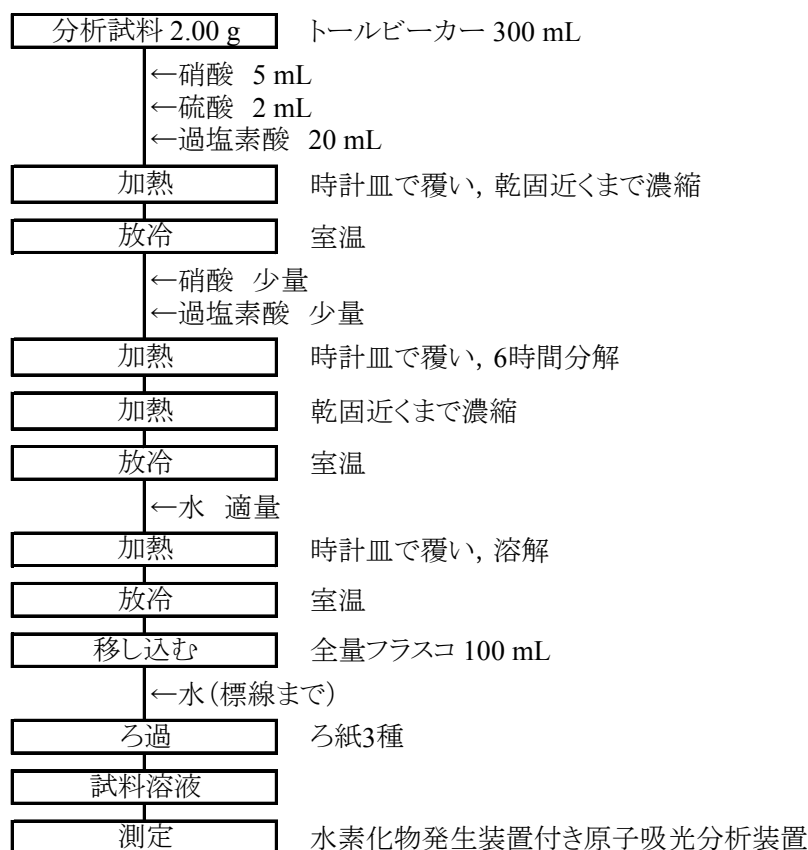 分析試料 2.00 g トールビーカー 300 mL
←硝酸 5 mL
←硫酸 2 mL
←過塩素酸 20 mL
加熱 時計皿で覆い, 乾固近くまで濃縮
放冷 室温
←硝酸 少量
←過塩素酸 少量
加熱 時計皿で覆い, 6時間分解
加熱 乾固近くまで濃縮
放冷 室温
←水 適量
加熱 時計皿で覆い, 溶解
放冷 室温
移し込む 全量フラスコ 100 mL
←水（標線まで）
ろ過 ろ紙3種
試料溶液
測定 水素化物発生装置付き原子吸光分析装置